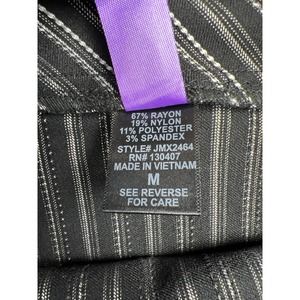 67% RAYON
19% NYLON
11% POLYESTER
3% SPANDEX
STYLE# JMX2464
RN# 130407
MADE IN VIETNAM
M
SEE REVERSE
FOR CARE